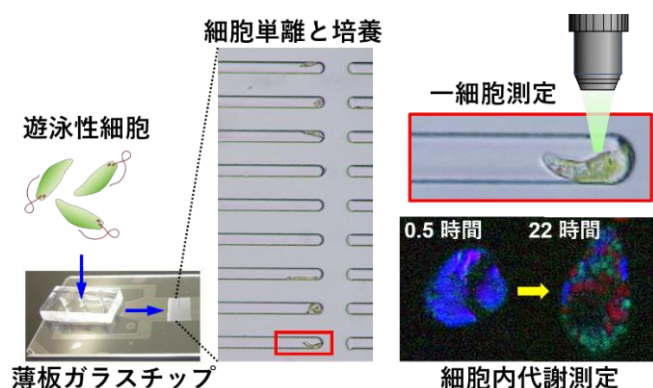 細胞単離と培養
一細胞測定
遊泳性細胞
0.5 時間
22 時間
薄板ガラスチップ
細胞内代謝測定